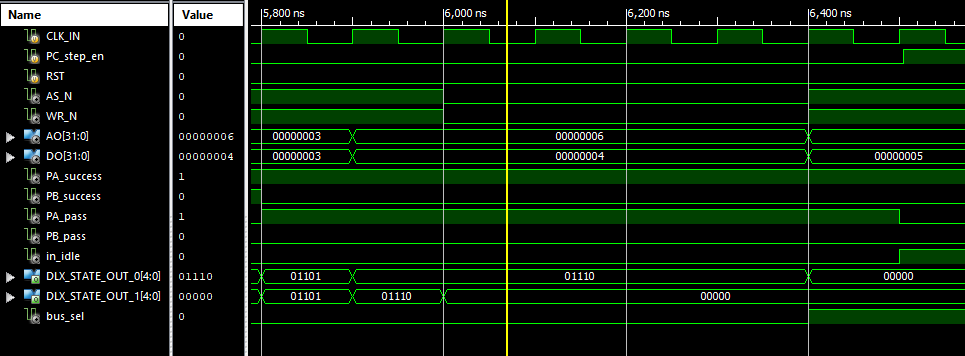 Name Value 5,800 ns 6,000 ns 6,200 ns 6,400 ns
CLK_IN 0
PC_step_en 0
RST 0
AS_N 0
WR_N 0
AO[31:0] 00000006 00000003 00000006
DO[31:0] 00000004 00000003 00000004 00000005
PA_success 1
PB_success 0
PA_pass 1
PB_pass 0
in_idle 0
DLX_STATE_OUT_0[4:0] 01110 01101 01110 00000
DLX_STATE_OUT_1[4:0] 00000 01101 01110 00000
bus_sel 0